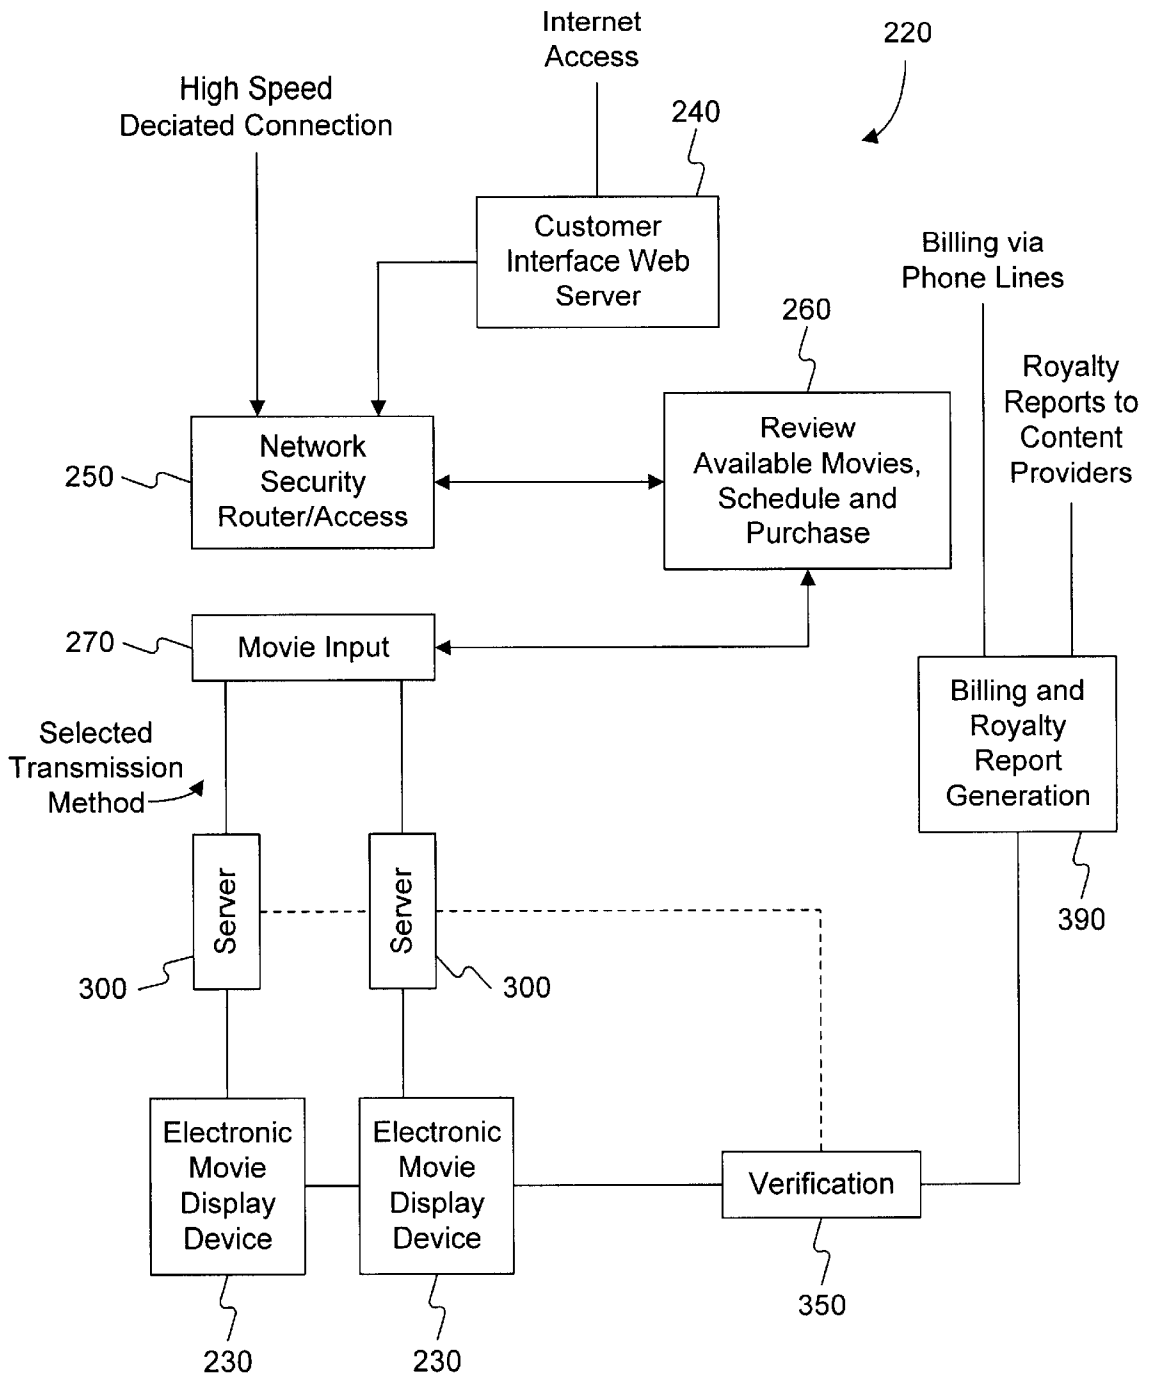 Internet
Access
220
High Speed
Deciated Connection
240
Customer
Interface Web
Server
Billing via
Phone Lines
260
Royalty
Reports to
Content
Providers
Review
Available Movies,
Schedule and
Purchase
Network
Security
Router/Access
250
270
Movie Input
Billing and
Royalty
Report
Generation
Selected
Transmission
Method
Server
Server
390
300
300
Electronic
Movie
Display
Device
Electronic
Movie
Display
Device
Verification
350
230
230